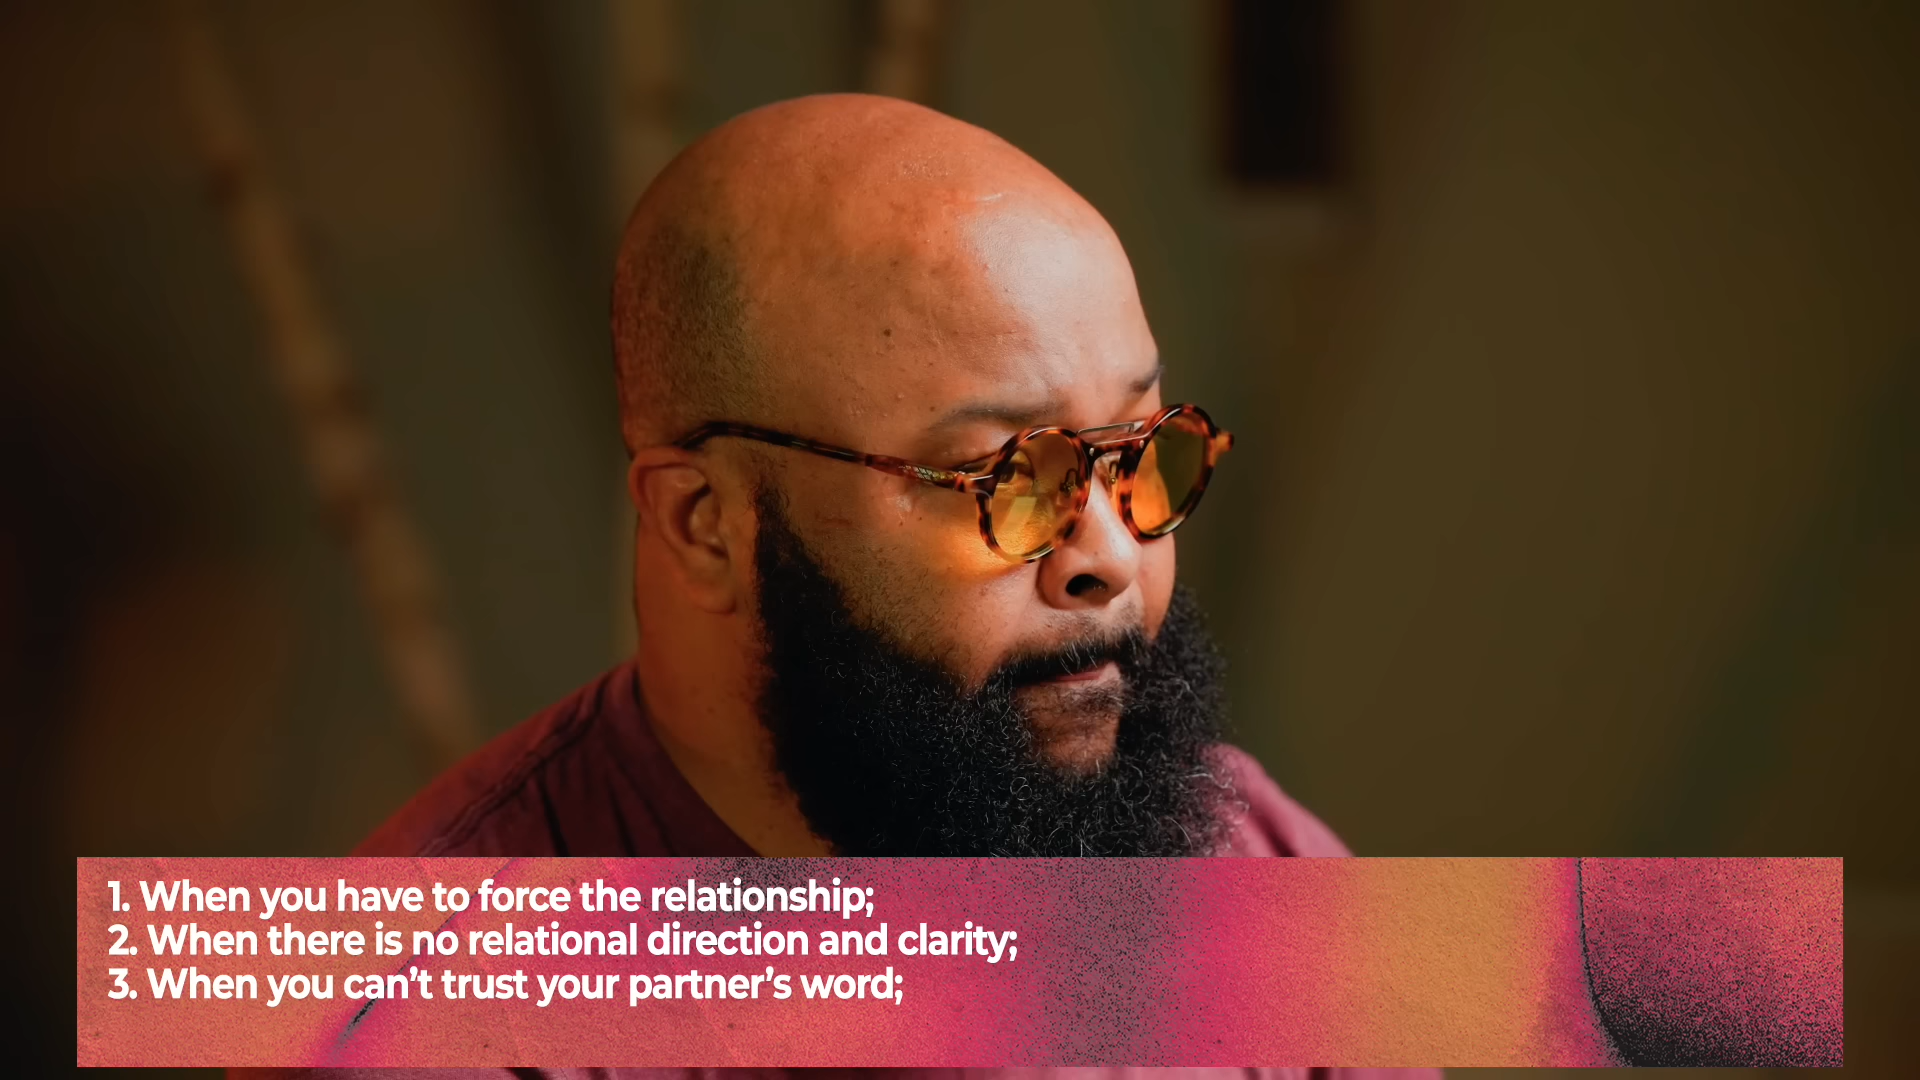 1. When you have to force the relationship;
2. When there is no relational direction and clarity;
3. When you can’t trust your partner’s word;